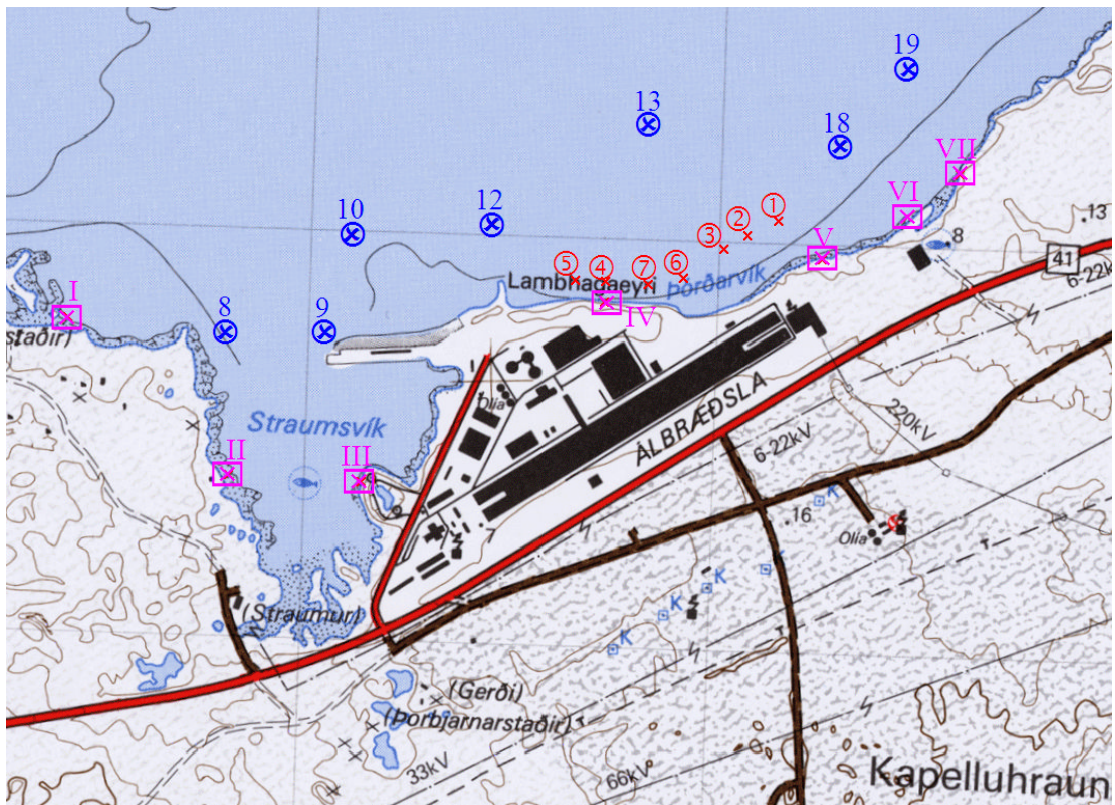 19
13
18
VII
10
12
VI
①
②
③
V
13
8
41
6-22k
I
staðir)
8
9
⑤
④
⑦
⑥
Lambhagaeyri
Þórðarvík
IV
Olía
Straumsvík
ÁLBRÆÐSLA
220kV
II
III
6-22kV
K
16
Olía
K
K
K
K
(Straumur)
(Gerði)
(Þorbjarnarstaðir)
33kV
66kV
Kapelluhraun